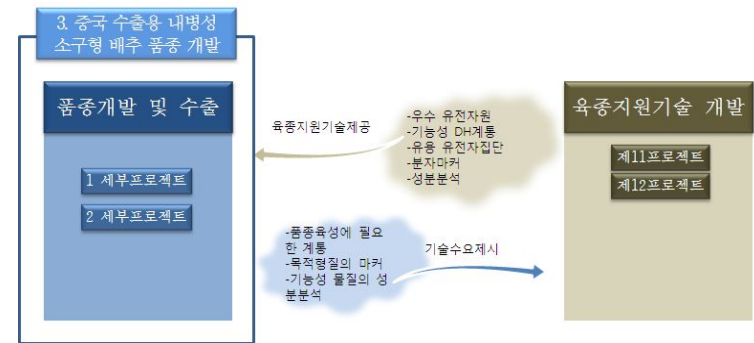 3. 중국 수출용 내병성
소구형 배추 품종 개발
품종개발 및 수출
1 세부프로젝트
2 세부프로젝트
육종지원기술제공
-우수 유전자원
-기능성 DH계통
-유용 유전자집단
-분자마커
-성분분석
-품종육성에 필요
한 계통
-목적형질의 마커
-기능성 물질의 성
분분석
기술수요제시
육종지원기술 개발
제11프로젝트
제12프로젝트